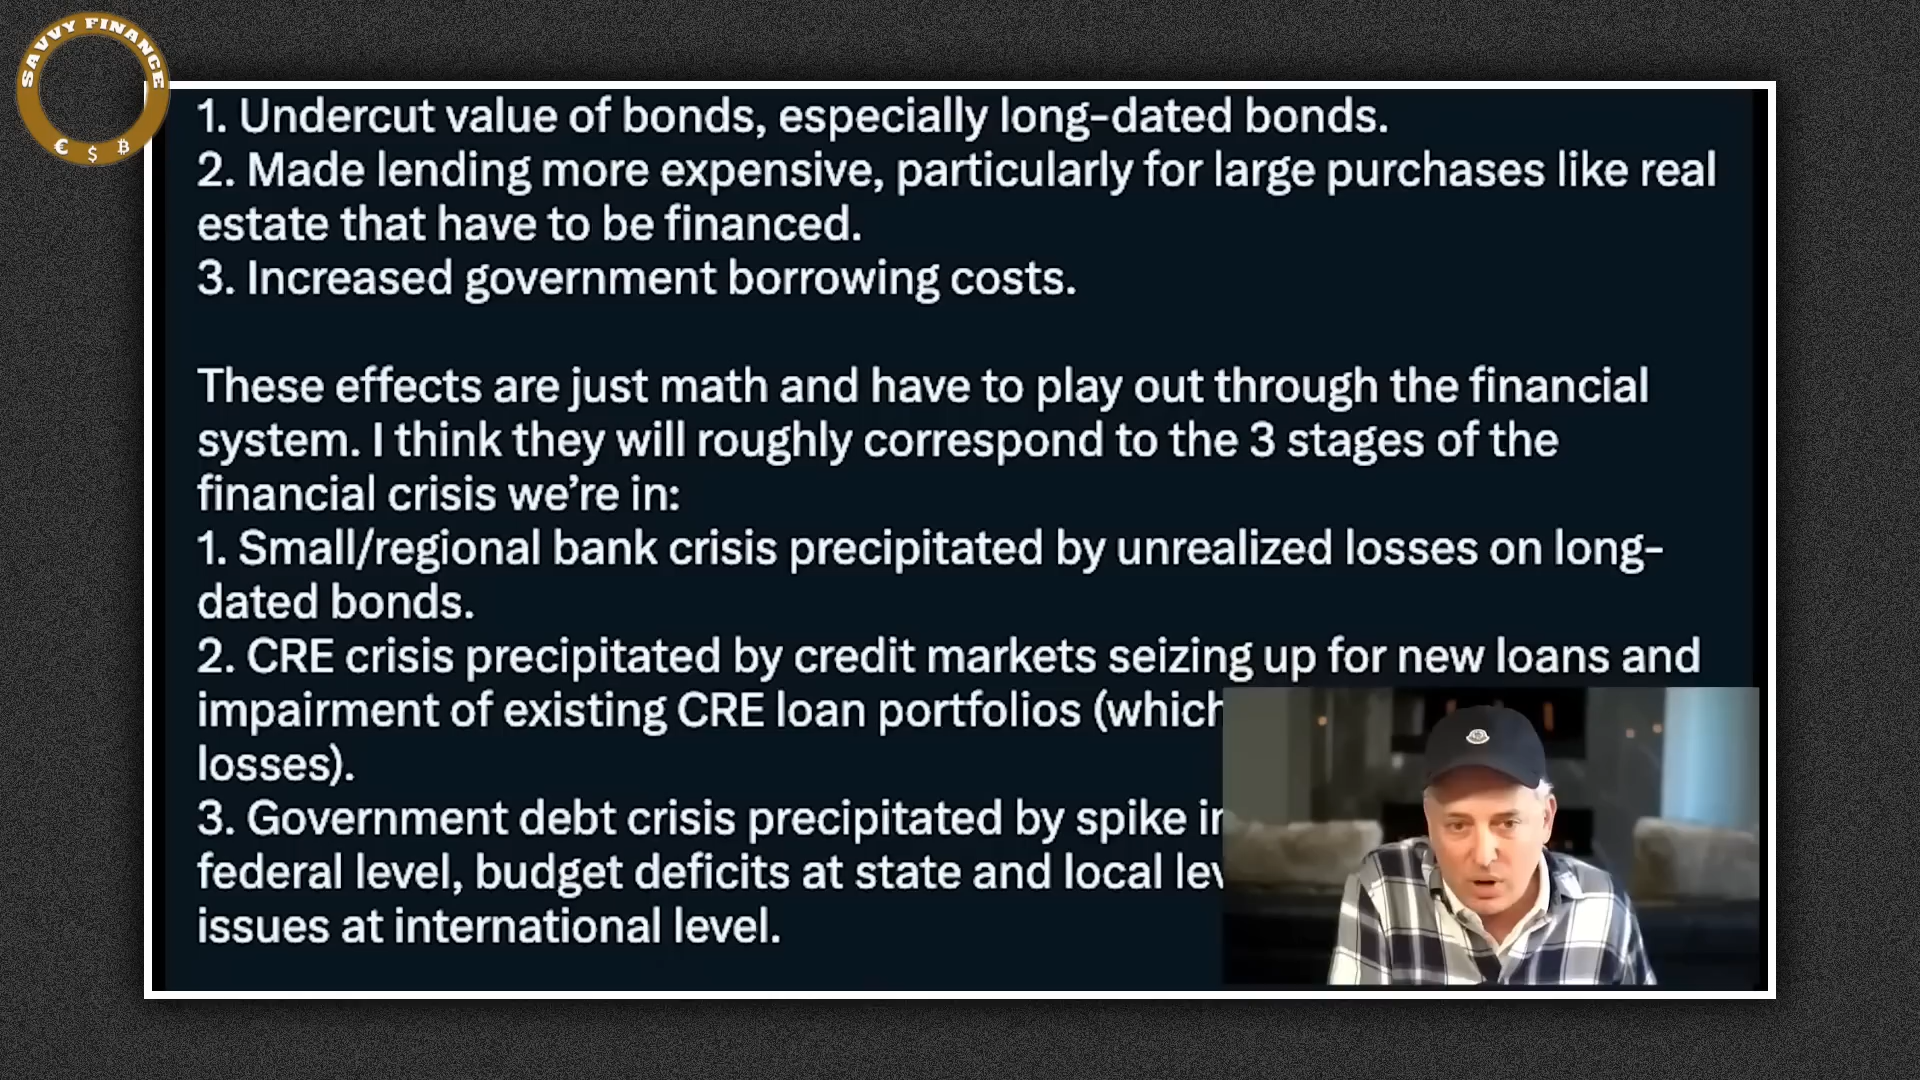 SAVVY FINANCE
€ $ ₿
1. Undercut value of bonds, especially long-dated bonds.
2. Made lending more expensive, particularly for large purchases like real
estate that have to be financed.
3. Increased government borrowing costs.
These effects are just math and have to play out through the financial
system. I think they will roughly correspond to the 3 stages of the
financial crisis we’re in:
1. Small/regional bank crisis precipitated by unrealized losses on long-
dated bonds.
2. CRE crisis precipitated by credit markets seizing up for new loans and
impairment of existing CRE loan portfolios (which
losses).
3. Government debt crisis precipitated by spike
federal level, budget deficits at state and local
issues at international level.